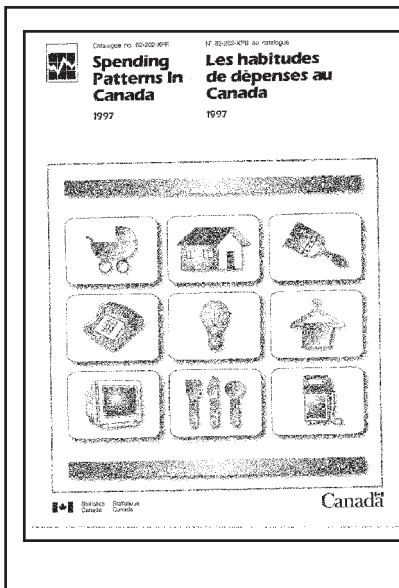 Catalogue no. 62-202-XPE
Spending
Patterns In
Canada
1997
N° 62-202-XPB au catalogue
Les habitudes
de dépenses au
Canada
1997
Statistics Canada
Statistique Canada
Canada